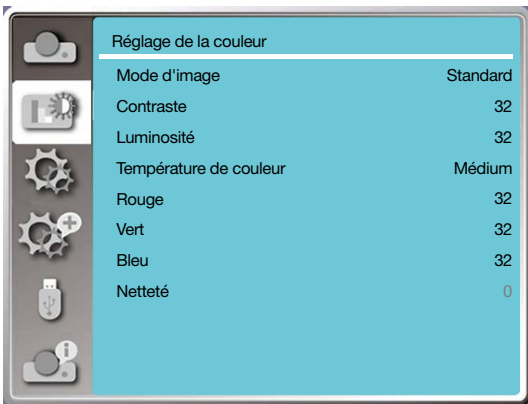 Réglage de la couleur
Mode d'image Standard
Contraste 32
Luminosité 32
Température de couleur Médium
Rouge 32
Vert 32
Bleu 32
Netteté 0